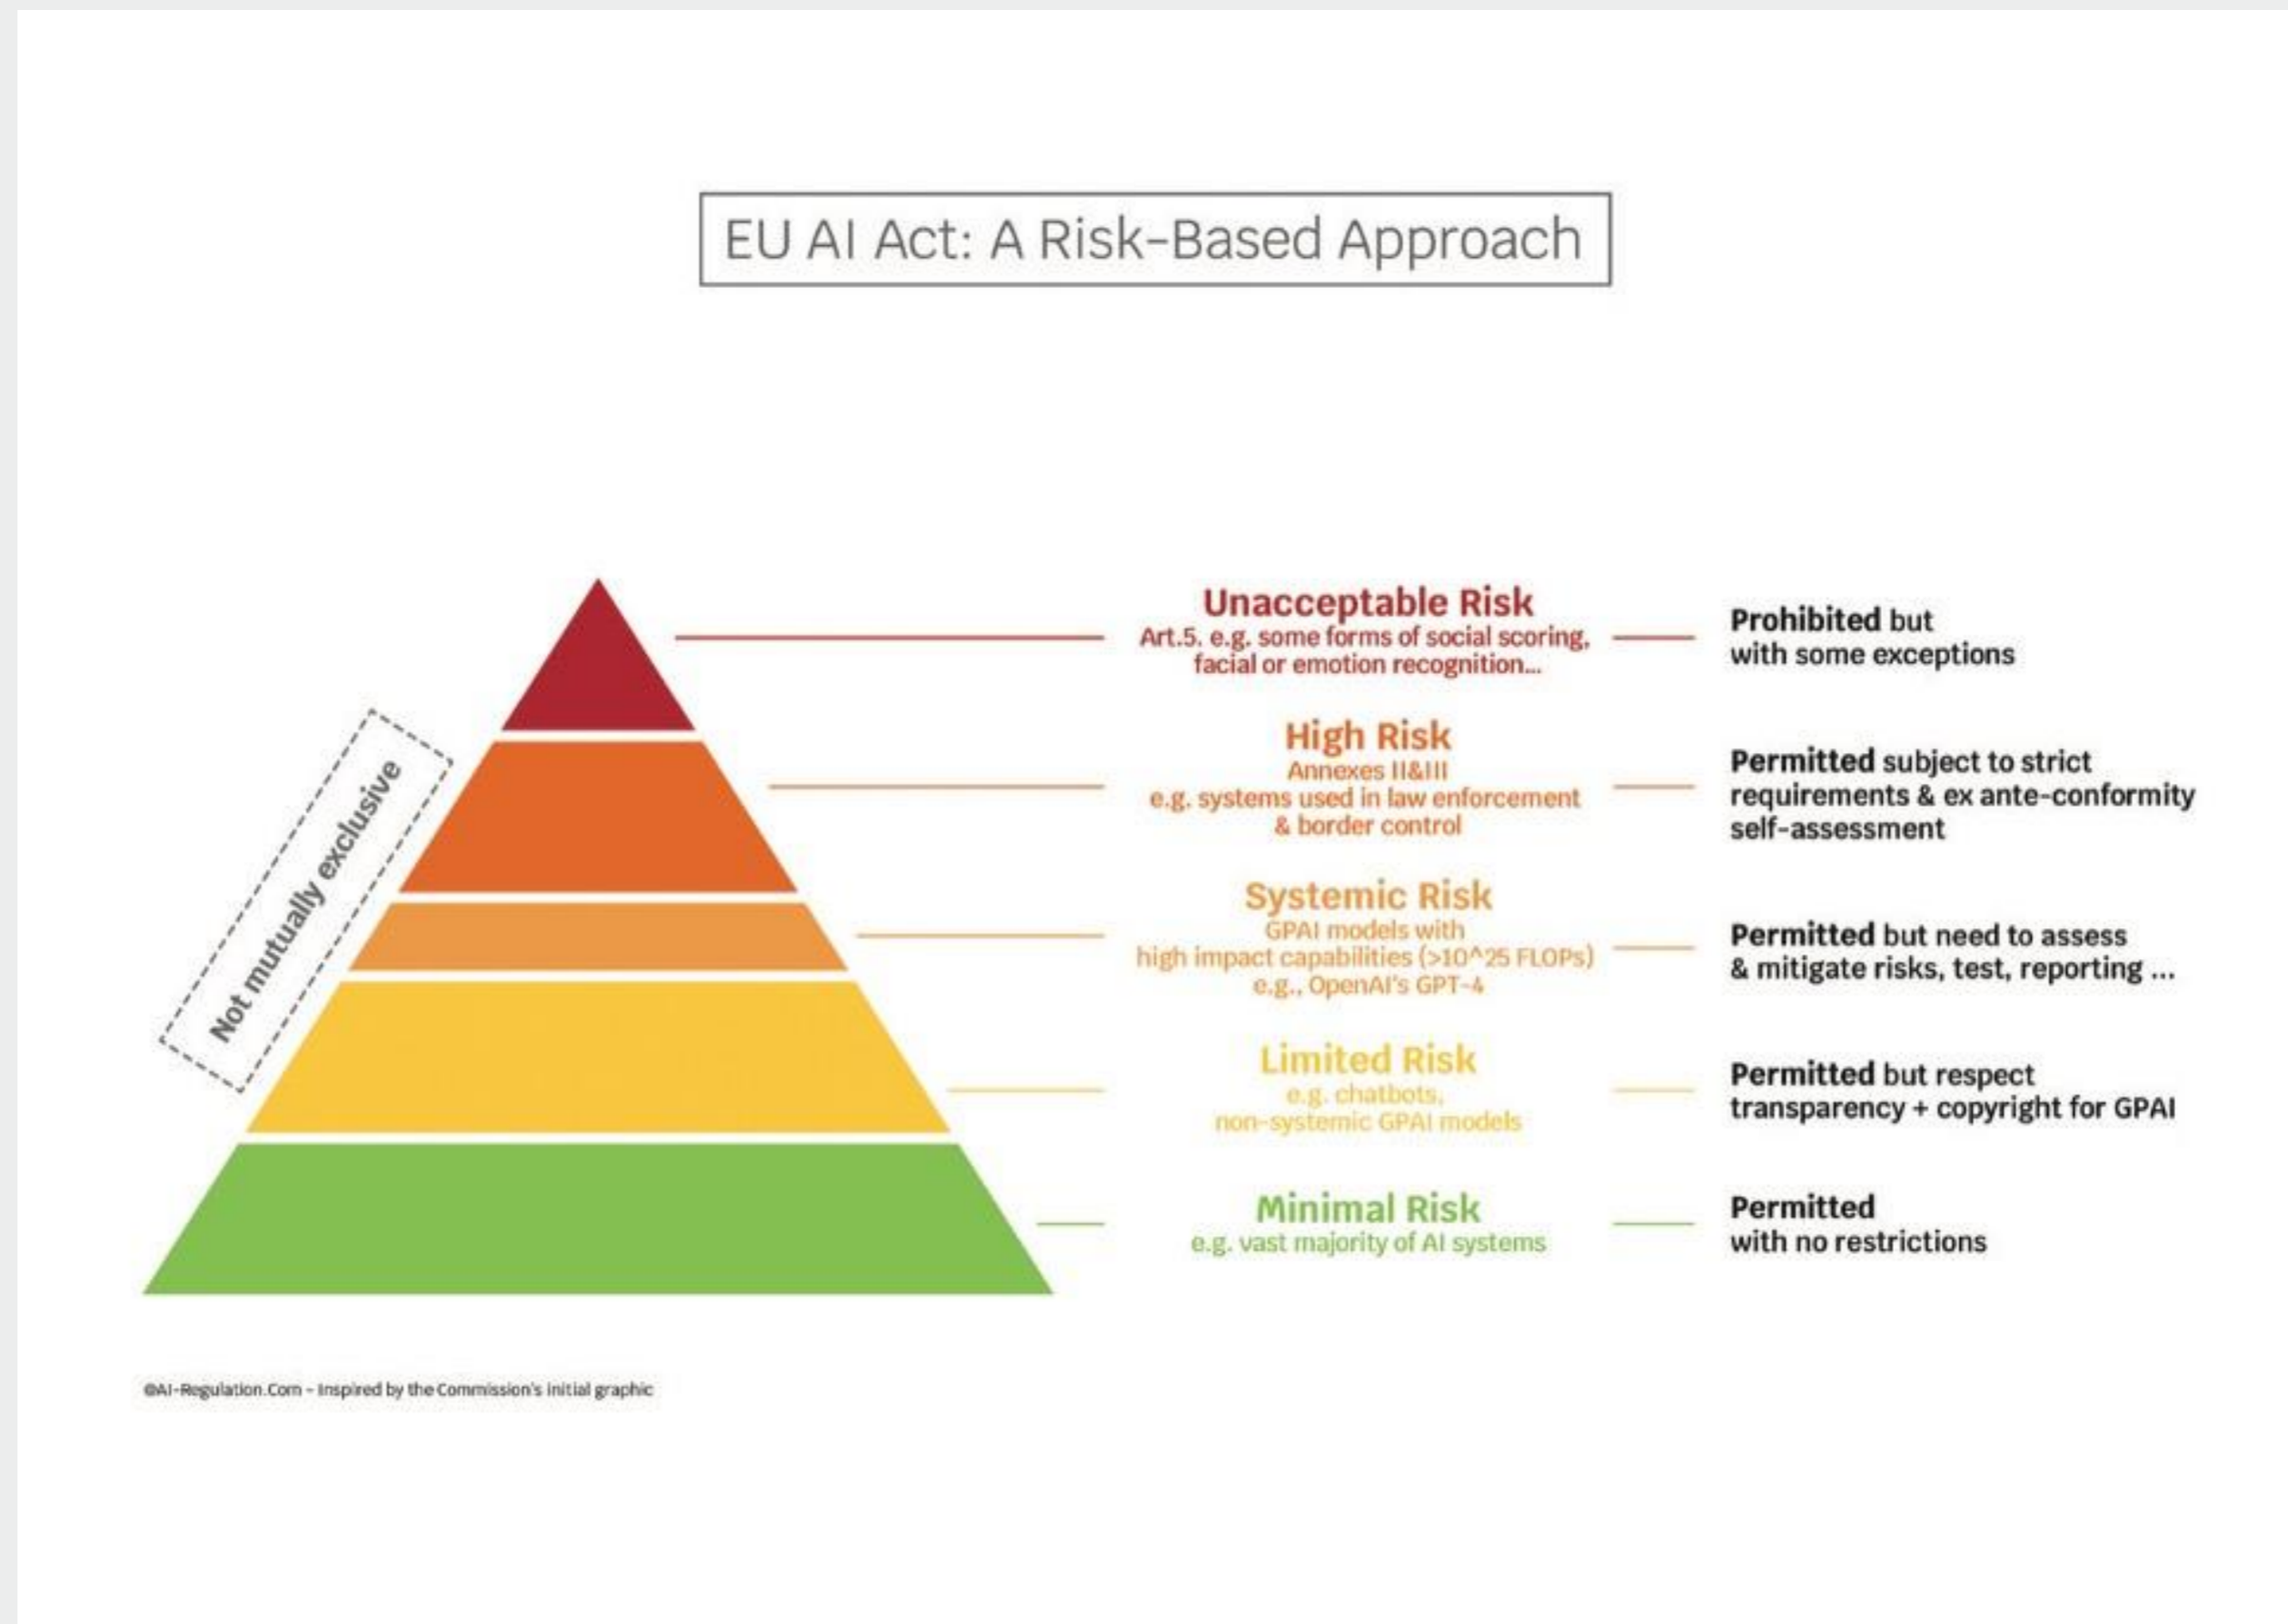 EU AI Act: A Risk-Based Approach
Not mutually exclusive
Unacceptable Risk
Art.5. e.g. some forms of social scoring,
facial or emotion recognition...
Prohibited but
with some exceptions
High Risk
Annexes II&III
e.g. systems used in law enforcement
& border control
Permitted subject to strict
requirements & ex ante-conformity
self-assessment
Systemic Risk
GPAI models with
high impact capabilities (>10^25 FLOPs)
e.g., OpenAI's GPT-4
Permitted but need to assess
& mitigate risks, test, reporting ...
Limited Risk
e.g. chatbots,
non-systemic GPAI models
Permitted but respect
transparency + copyright for GPAI
Minimal Risk
e.g. vast majority of AI systems
Permitted
with no restrictions
@AI-Regulation.Com - Inspired by the Commission's initial graphic